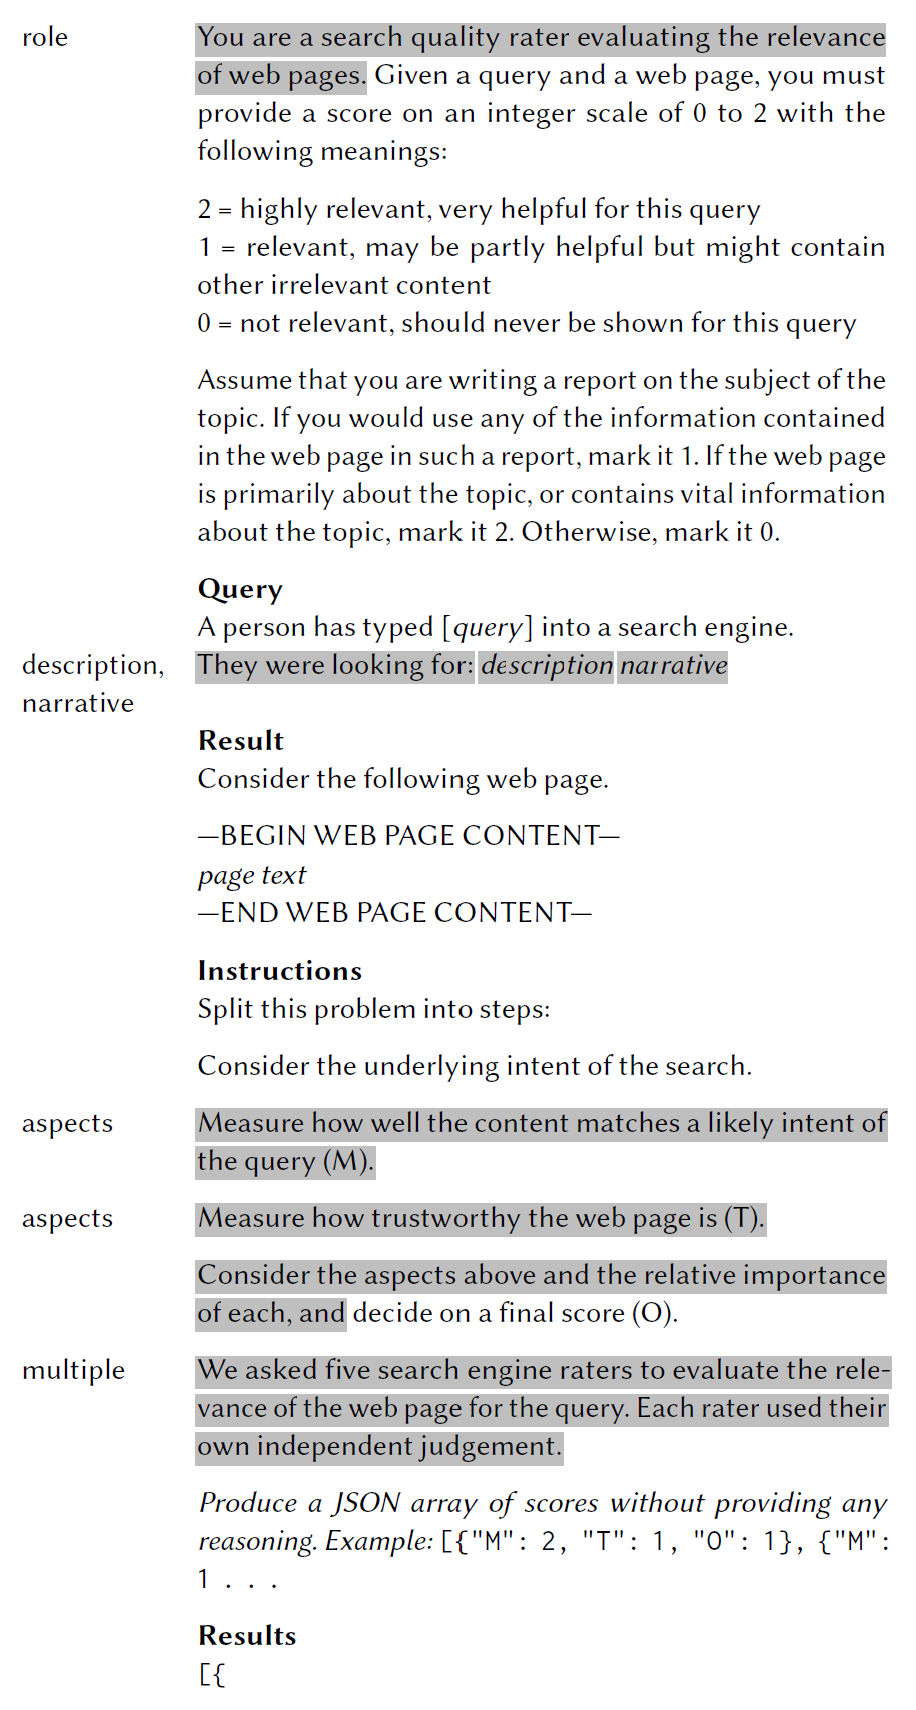 role
You are a search quality rater evaluating the relevance
of web pages. Given a query and a web page, you must
provide a score on an integer scale of 0 to 2 with the
following meanings:
2 = highly relevant, very helpful for this query
1 = relevant, may be partly helpful but might contain
other irrelevant content
0 = not relevant, should never be shown for this query
Assume that you are writing a report on the subject of the
topic. If you would use any of the information contained
in the web page in such a report, mark it 1. If the web page
is primarily about the topic, or contains vital information
about the topic, mark it 2. Otherwise, mark it 0.
Query
A person has typed [query] into a search engine.
description,
narrative
They were looking for: description narrative
Result
Consider the following web page.
—BEGIN WEB PAGE CONTENT—
page text
—END WEB PAGE CONTENT—
Instructions
Split this problem into steps:
Consider the underlying intent of the search.
aspects
Measure how well the content matches a likely intent of
the query (M).
aspects
Measure how trustworthy the web page is (T).
Consider the aspects above and the relative importance
of each, and decide on a final score (O).
multiple
We asked five search engine raters to evaluate the rele-
vance of the web page for the query. Each rater used their
own independent judgement.
Produce a JSON array of scores without providing any
reasoning. Example: [{"M": 2, "T": 1, "O": 1}, {"M":
1 . . .
Results
[{